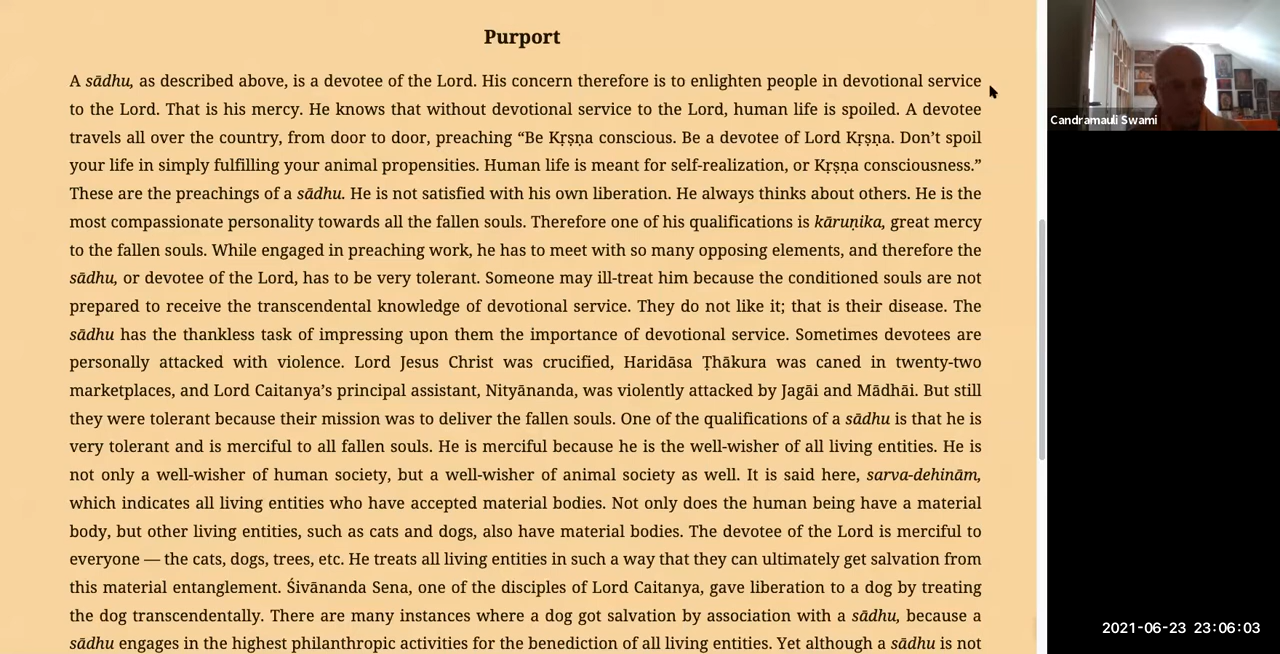 Purport
A sādhu, as described above, is a devotee of the Lord. His concern therefore is to enlighten people in devotional service
to the Lord. That is his mercy. He knows that without devotional service to the Lord, human life is spoiled. A devotee
travels all over the country, from door to door, preaching “Be Kṛṣṇa conscious. Be a devotee of Lord Kṛṣṇa. Don’t spoil
your life in simply fulfilling your animal propensities. Human life is meant for self-realization, or Kṛṣṇa consciousness.”
These are the preachings of a sādhu. He is not satisfied with his own liberation. He always thinks about others. He is the
most compassionate personality towards all the fallen souls. Therefore one of his qualifications is kāruṇika, great mercy
to the fallen souls. While engaged in preaching work, he has to meet with so many opposing elements, and therefore the
sādhu, or devotee of the Lord, has to be very tolerant. Someone may ill-treat him because the conditioned souls are not
prepared to receive the transcendental knowledge of devotional service. They do not like it; that is their disease. The
sādhu has the thankless task of impressing upon them the importance of devotional service. Sometimes devotees are
personally attacked with violence. Lord Jesus Christ was crucified, Haridāsa Ṭhākura was caned in twenty-two
marketplaces, and Lord Caitanya’s principal assistant, Nityānanda, was violently attacked by Jagāi and Mādhāi. But still
they were tolerant because their mission was to deliver the fallen souls. One of the qualifications of a sādhu is that he is
very tolerant and is merciful to all fallen souls. He is merciful because he is the well-wisher of all living entities. He is
not only a well-wisher of human society, but a well-wisher of animal society as well. It is said here, sarva-dehinām,
which indicates all living entities who have accepted material bodies. Not only does the human being have a material
body, but other living entities, such as cats and dogs, also have material bodies. The devotee of the Lord is merciful to
everyone — the cats, dogs, trees, etc. He treats all living entities in such a way that they can ultimately get salvation from
this material entanglement. Śivānanda Sena, one of the disciples of Lord Caitanya, gave liberation to a dog by treating
the dog transcendentally. There are many instances where a dog got salvation by association with a sādhu, because a
sādhu engages in the highest philanthropic activities for the benediction of all living entities. Yet although a sādhu is not
Candramauli Swami
2021-06-23 23:06:03